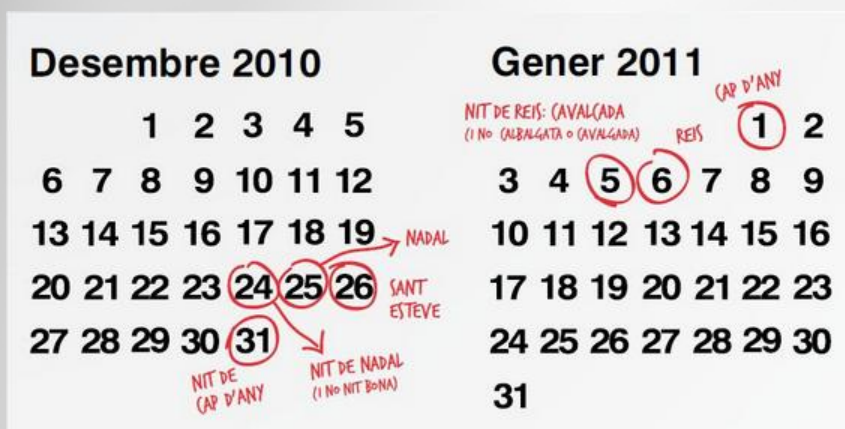 Desembre 2010
1 2 3 4 5
6 7 8 9 10 11 12
13 14 15 16 17 18 19
NADAL
20 21 22 23 24 25 26
SANT
ESTEVE
27 28 29 30 31
NIT DE
CAP D'ANY
NIT DE NADAL
(I NO NIT BONA)
Gener 2011
CAP D'ANY
NIT DE REIS: CAVALCADA
(I NO CALBALGATA O CAVALGADA)
REIS
1 2
3 4 5 6 7 8 9
10 11 12 13 14 15 16
17 18 19 20 21 22 23
24 25 26 27 28 29 30
31